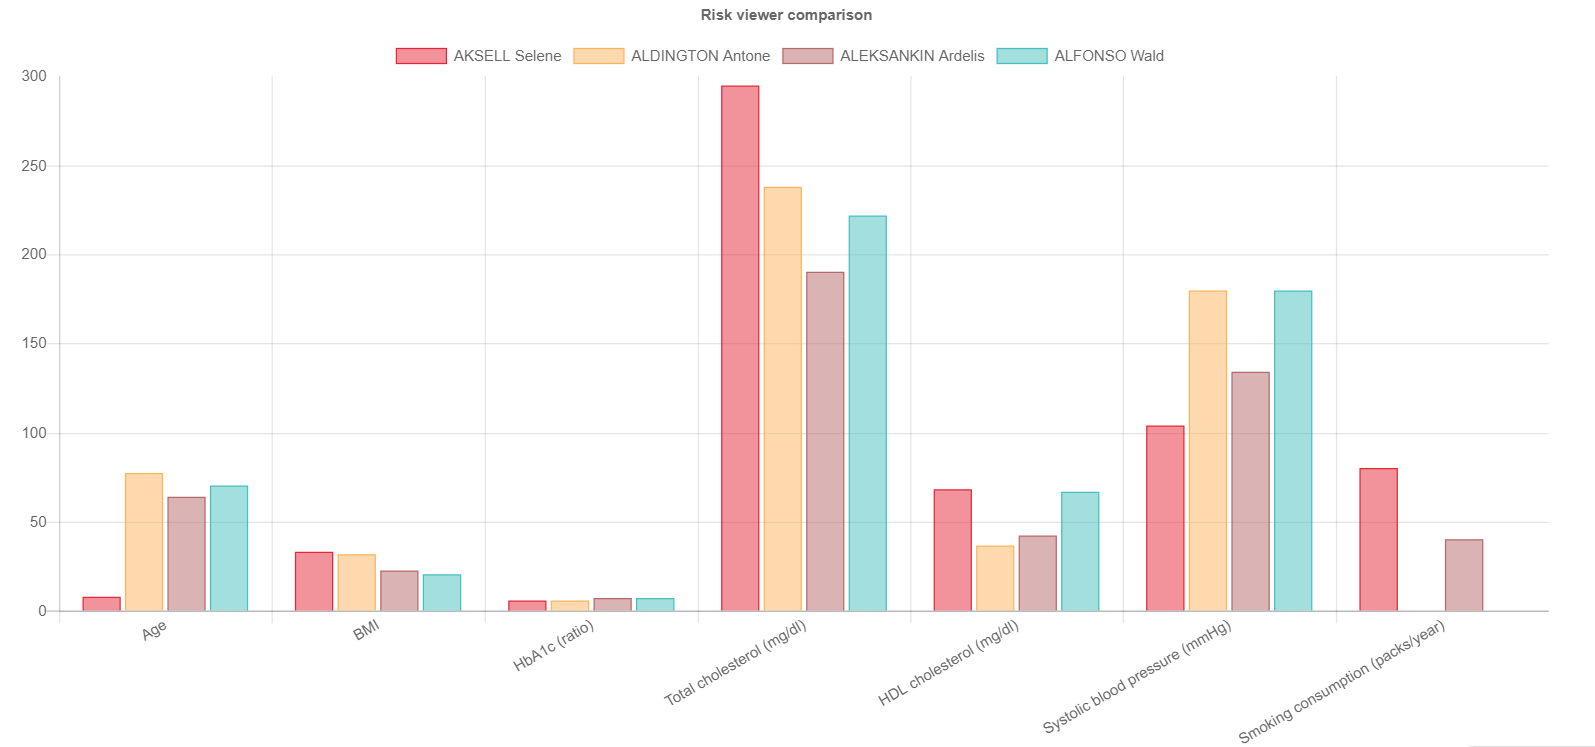 Risk viewer comparison
AKSELL Selene ALDINGTON Antone ALEKSANKIN Ardelis ALFONSO Wald
300
250
200
150
100
50
0
Age
BMI
HbA1c (ratio)
Total cholesterol (mg/dl)
HDL cholesterol (mg/dl)
Systolic blood pressure (mmHg)
Smoking consumption (packs/year)